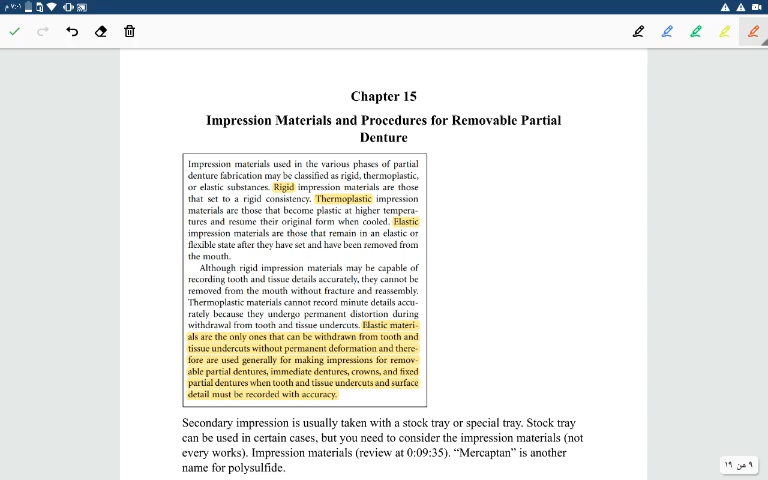 ٧:٠١ م
Chapter 15
Impression Materials and Procedures for Removable Partial
Denture
Impression materials used in the various phases of partial
denture fabrication may be classified as rigid, thermoplastic,
or elastic substances. Rigid impression materials are those
that set to a rigid consistency. Thermoplastic impression
materials are those that become plastic at higher tempera-
tures and resume their original form when cooled. Elastic
impression materials are those that remain in an elastic or
flexible state after they have set and have been removed from
the mouth.
Although rigid impression materials may be capable of
recording tooth and tissue details accurately, they cannot be
removed from the mouth without fracture and reassembly.
Thermoplastic materials cannot record minute details accu-
rately because they undergo permanent distortion during
withdrawal from tooth and tissue undercuts. Elastic materi-
als are the only ones that can be withdrawn from tooth and
tissue undercuts without permanent deformation and there-
fore are used generally for making impressions for remov-
able partial dentures, immediate dentures, crowns, and fixed
partial dentures when tooth and tissue undercuts and surface
detail must be recorded with accuracy.
Secondary impression is usually taken with a stock tray or special tray. Stock tray
can be used in certain cases, but you need to consider the impression materials (not
every works). Impression materials (review at 0:09:35). “Mercaptan” is another
name for polysulfide.
٩ من ١٩